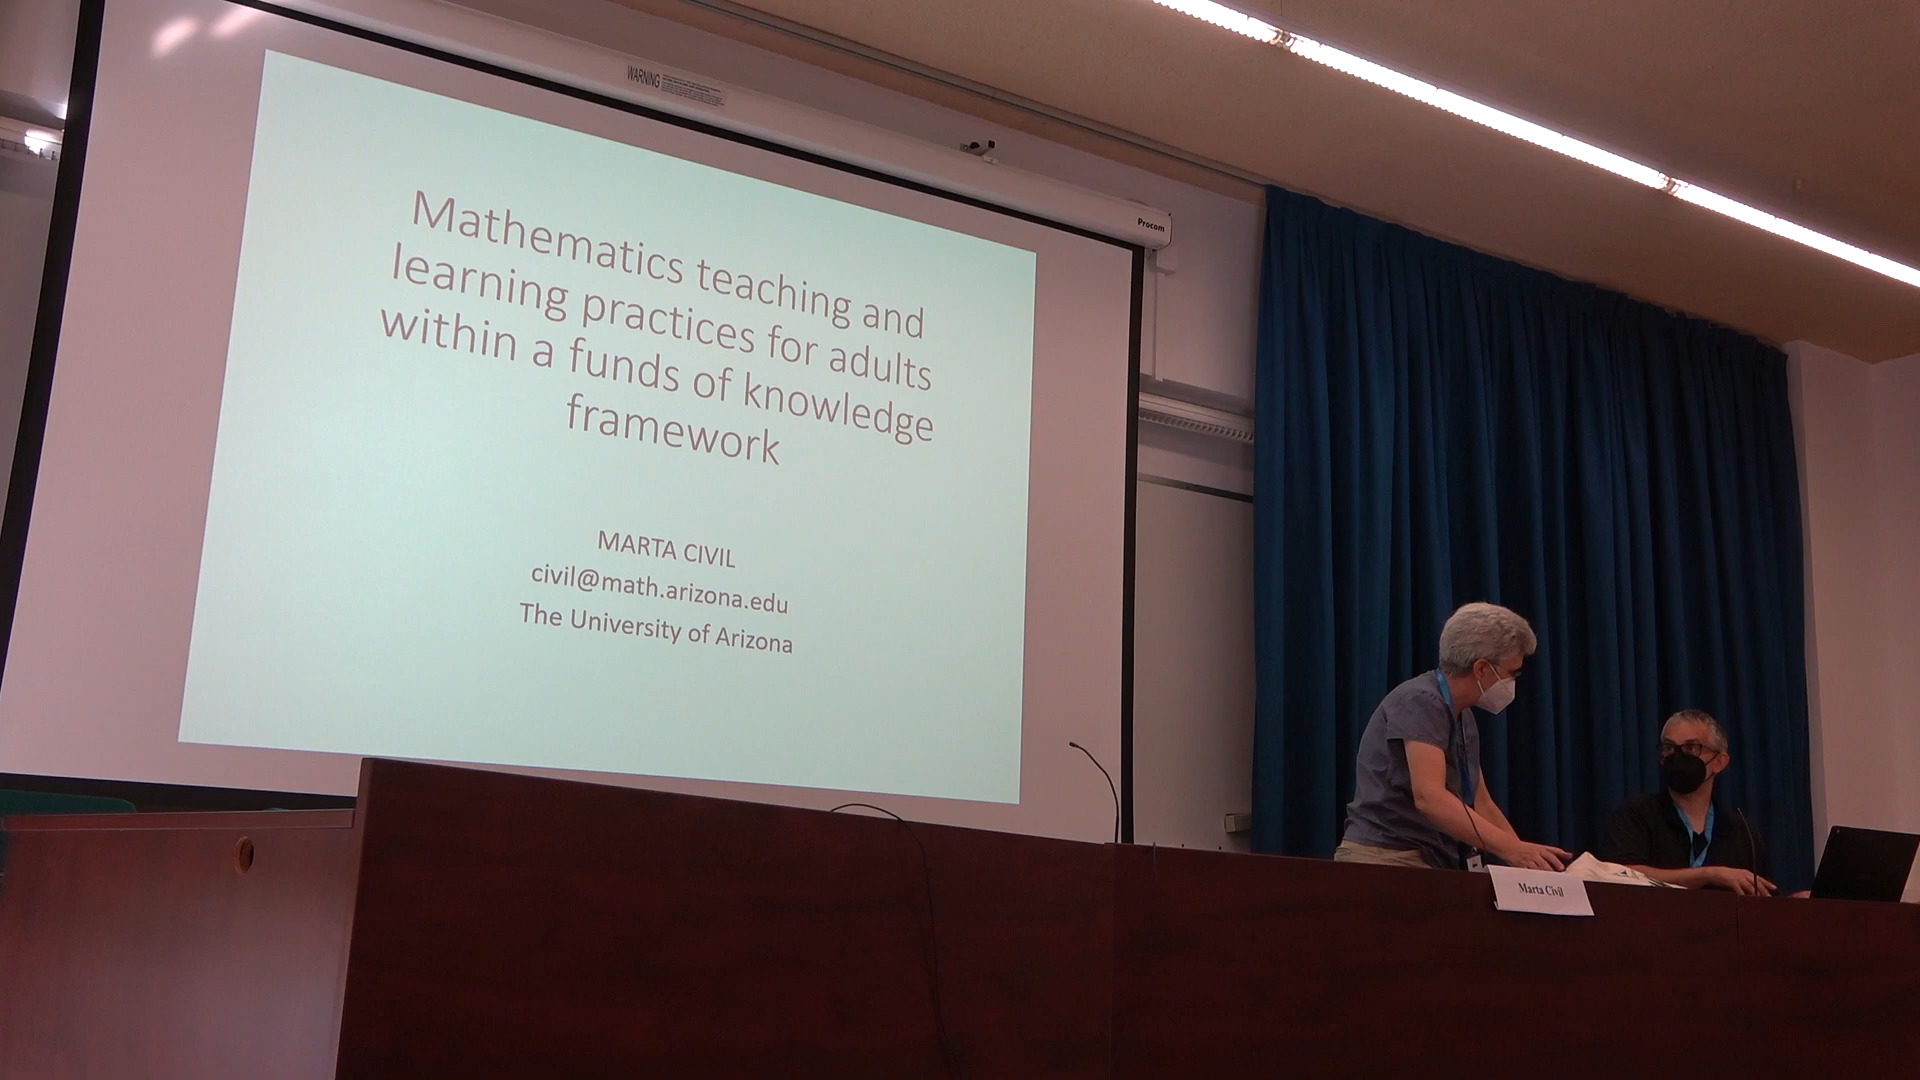 WARNING
Procom
Mathematics teaching and
learning practices for adults
within a funds of knowledge
framework
MARTA CIVIL
civil@math.arizona.edu
The University of Arizona
Marta Civil